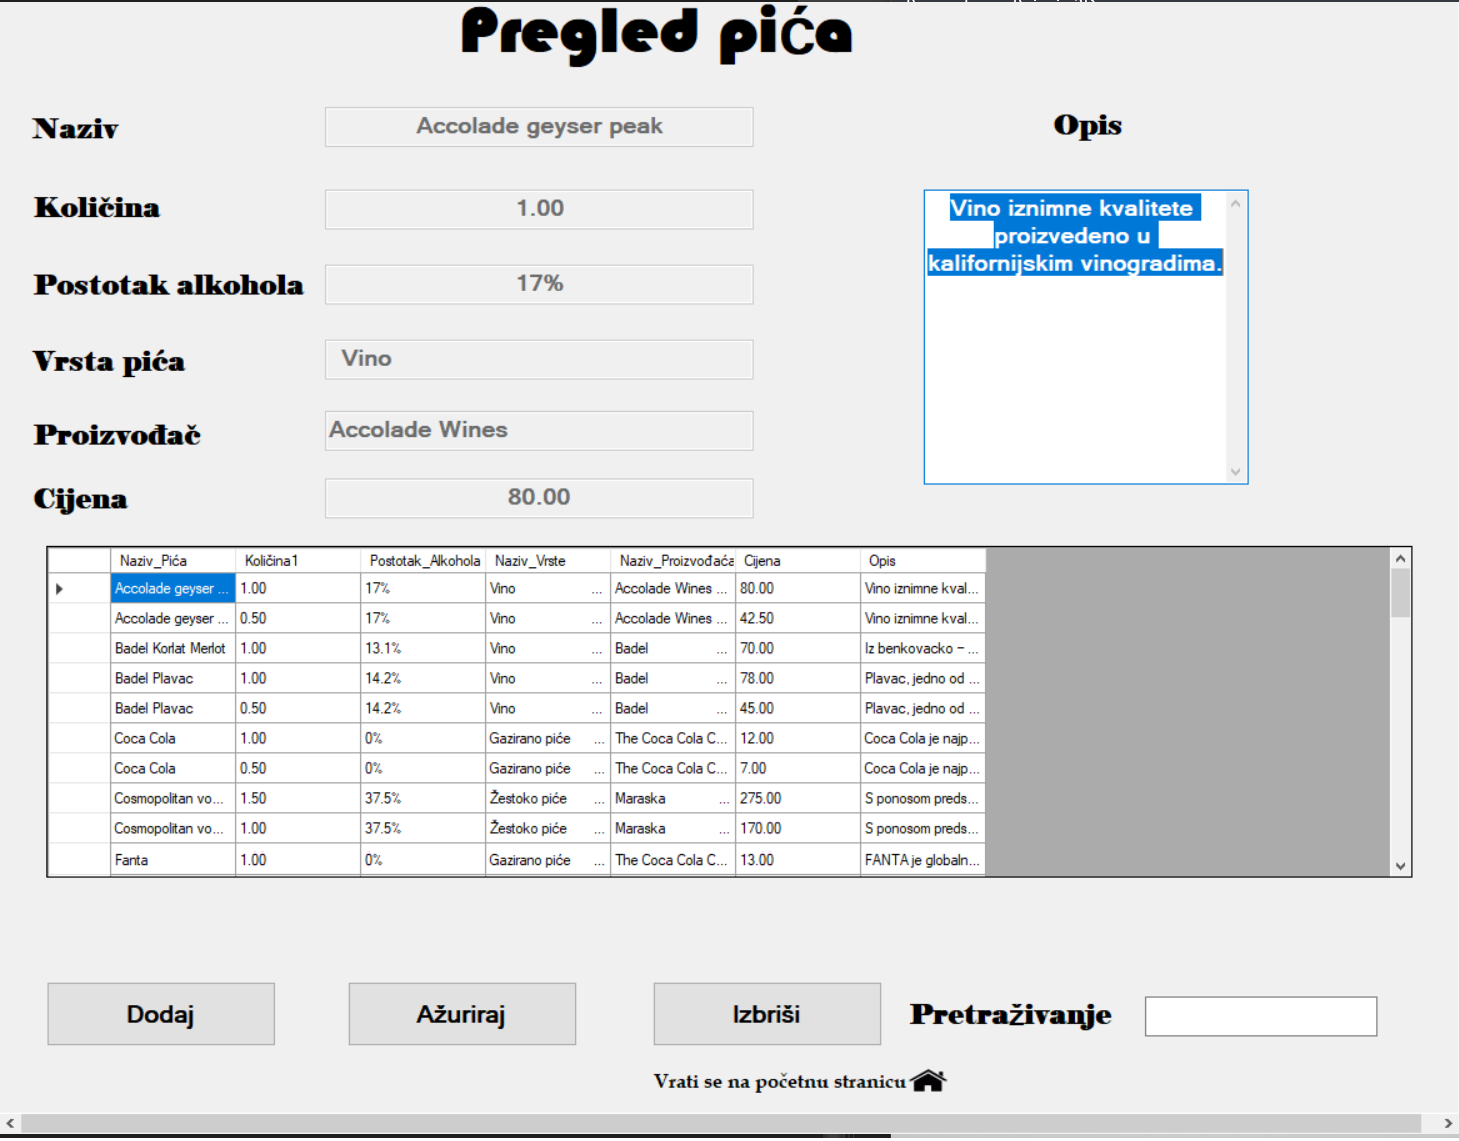 Pregled pića
Naziv
Accolade geyser peak
Opis
Količina
1.00
Vino iznimne kvalitete
proizvedeno u
kalifornijskim vinogradima.
Postotak alkohola
17%
Vrsta pića
Vino
Proizvođač
Accolade Wines
Cijena
80.00
Naziv_Pića Količina1 Postotak_Alkohola Naziv_Vrste Naziv_Proizvođaća Cijena Opis
Accolade geyser ... 1.00 17% Vino ... Accolade Wines ... 80.00 Vino iznimne kval...
Accolade geyser ... 0.50 17% Vino ... Accolade Wines ... 42.50 Vino iznimne kval...
Badel Korlat Merlot 1.00 13.1% Vino ... Badel ... 70.00 Iz benkovacko – ...
Badel Plavac 1.00 14.2% Vino ... Badel ... 78.00 Plavac, jedno od ...
Badel Plavac 0.50 14.2% Vino ... Badel ... 45.00 Plavac, jedno od ...
Coca Cola 1.00 0% Gazirano piće ... The Coca Cola C... 12.00 Coca Cola je najp...
Coca Cola 0.50 0% Gazirano piće ... The Coca Cola C... 7.00 Coca Cola je najp...
Cosmopolitan vo... 1.50 37.5% Žestoko piće ... Maraska ... 275.00 S ponosom preds...
Cosmopolitan vo... 1.00 37.5% Žestoko piće ... Maraska ... 170.00 S ponosom preds...
Fanta 1.00 0% Gazirano piće ... The Coca Cola C... 13.00 FANTA je globaln...
Dodaj
Ažuriraj
Izbriši
Pretraživanje
Vrati se na početnu stranicu